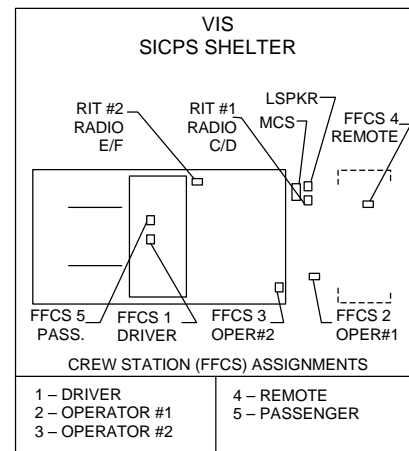 VIS
SICPS SHELTER
LSPKR
RIT #2
RADIO
E/F
RIT #1
RADIO
C/D
MCS
FFCS 4
REMOTE
FFCS 5
PASS.
FFCS 1
DRIVER
FFCS 3
OPER#2
FFCS 2
OPER#1
CREW STATION (FFCS) ASSIGNMENTS
1 – DRIVER
2 – OPERATOR #1
3 – OPERATOR #2
4 – REMOTE
5 – PASSENGER